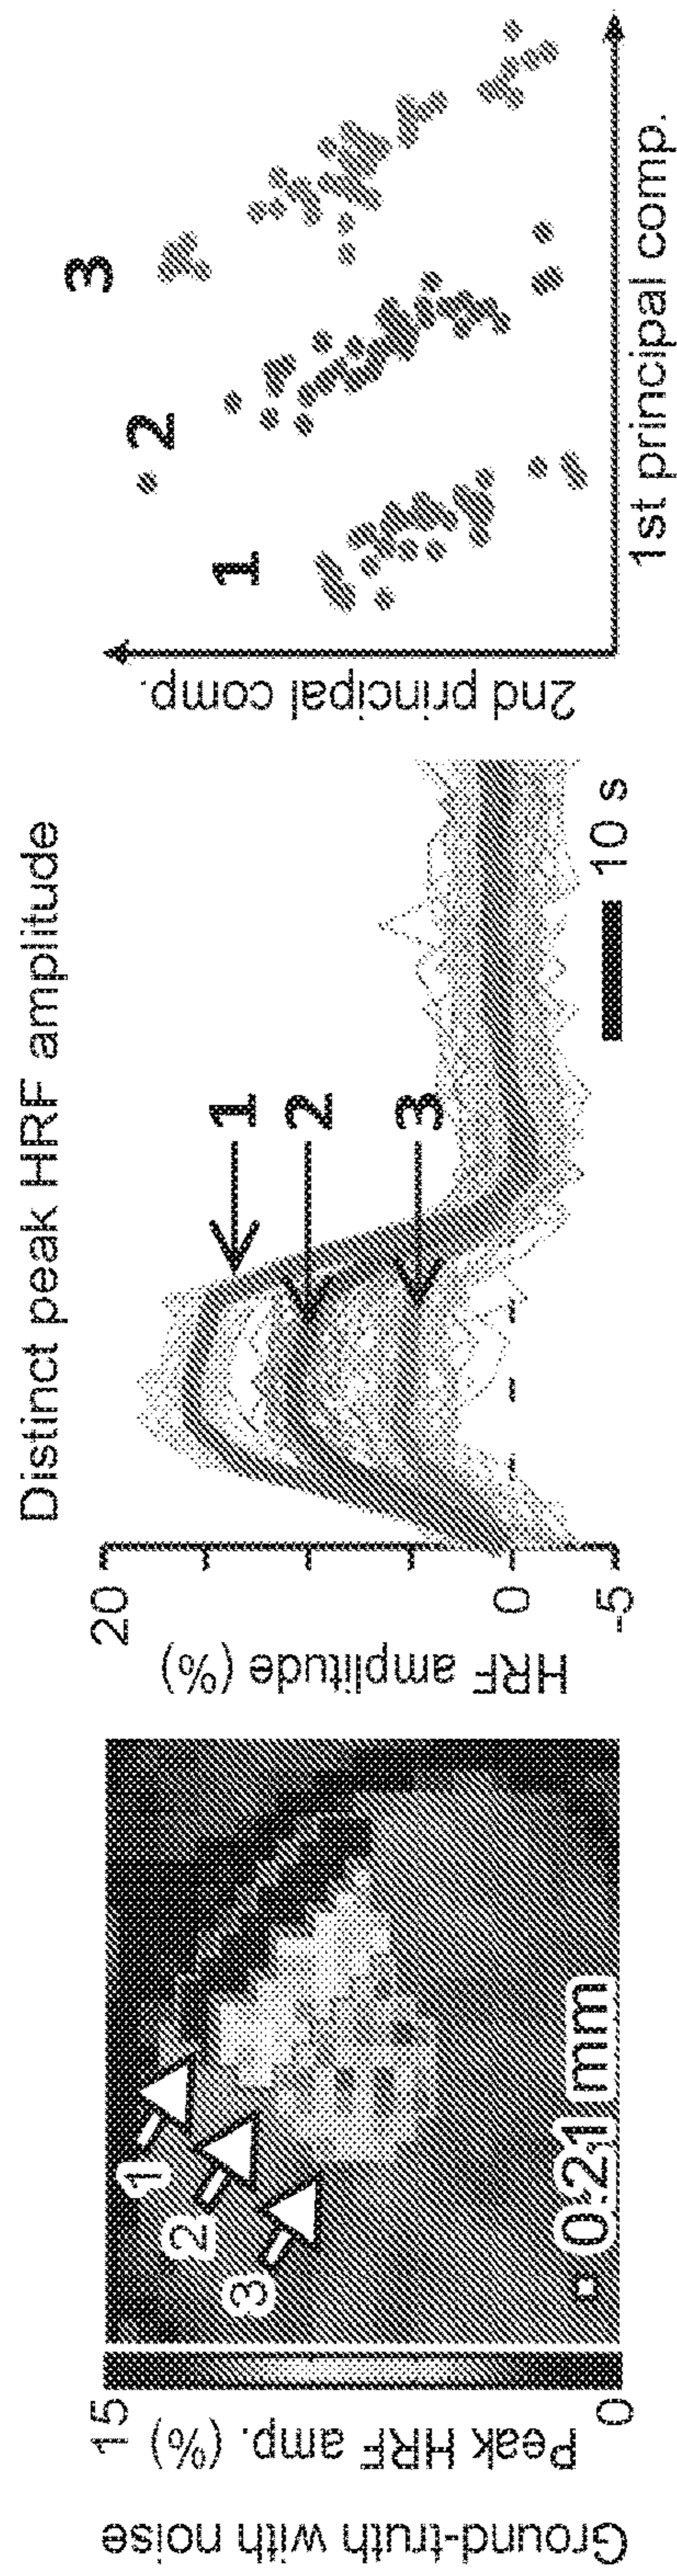 Distinct peak HRF amplitude
Ground-truth with noise
Peak HRF amp. (%)
15
0
1
2
3
0.21 mm
HRF amplitude (%)
20
0
-5
1
2
3
10 s
2nd principal comp.
1
2
3
1st principal comp.